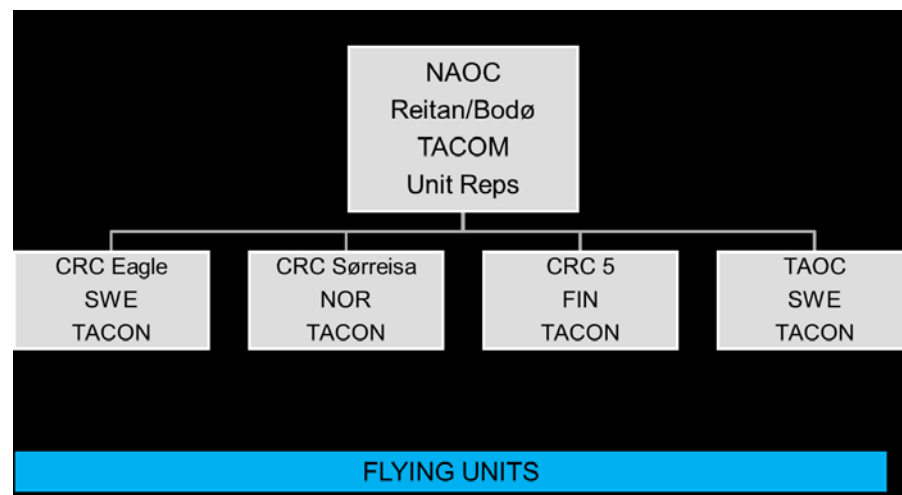 NAOC
Reitan/Bodø
TACOM
Unit Reps
CRC Eagle
SWE
TACON
CRC Sørreisa
NOR
TACON
CRC 5
FIN
TACON
TAOC
SWE
TACON
FLYING UNITS